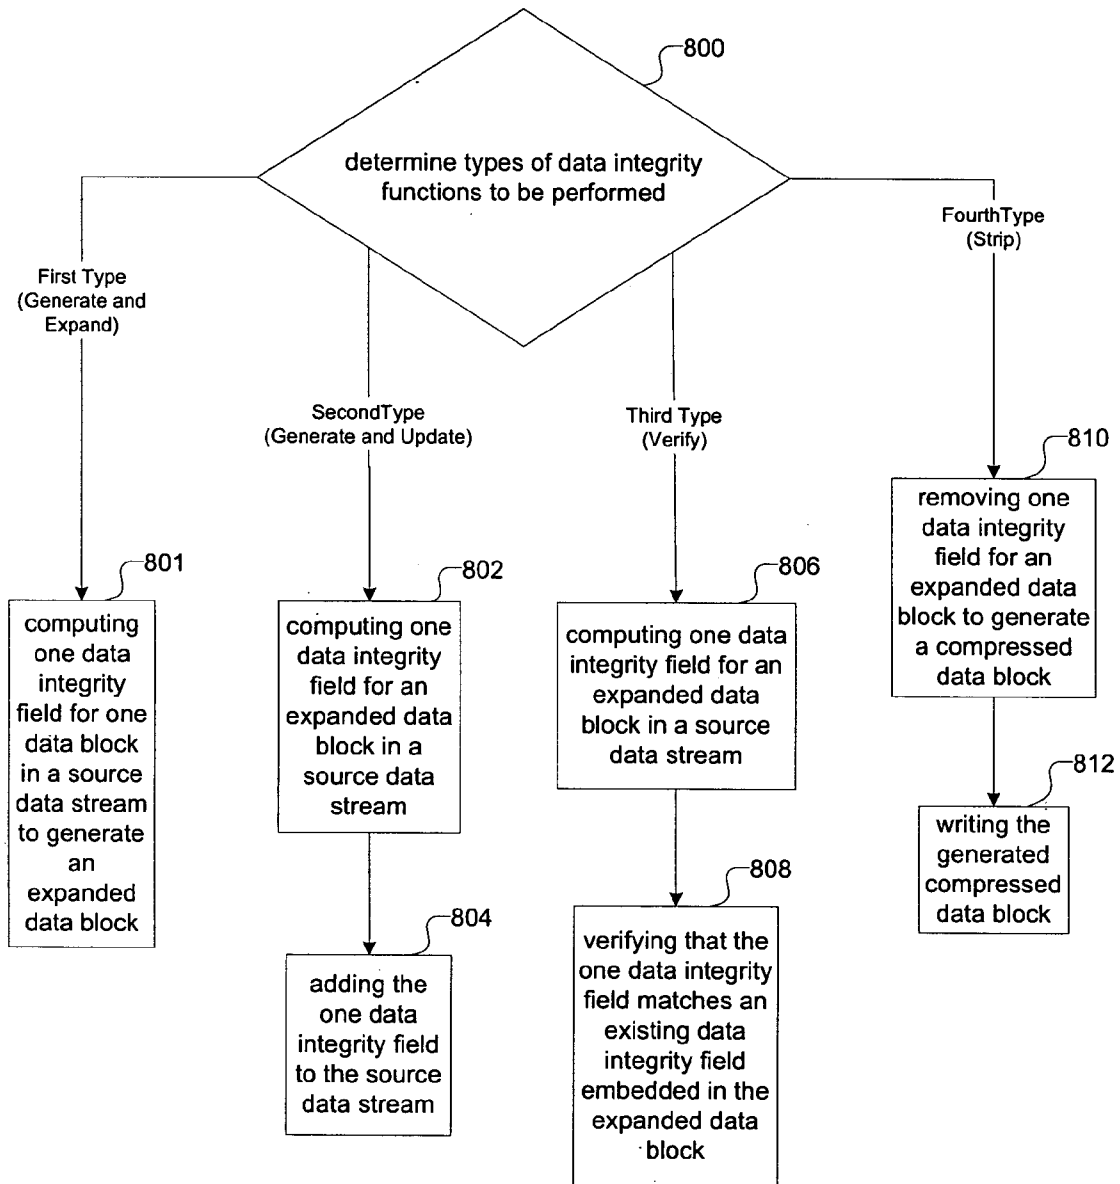 800
determine types of data integrity
functions to be performed
First Type
(Generate and
Expand)
SecondType
(Generate and Update)
Third Type
(Verify)
FourthType
(Strip)
801
computing
one data
integrity
field for one
data block
in a source
data stream
to generate
an
expanded
data block
802
computing one
data integrity
field for an
expanded data
block in a
source data
stream
804
adding the
one data
integrity field
to the source
data stream
806
computing one data
integrity field for an
expanded data
block in a source
data stream
808
verifying that the
one data integrity
field matches an
existing data
integrity field
embedded in the
expanded data
block
810
removing one
data integrity
field for an
expanded data
block to generate
a compressed
data block
812
writing the
generated
compressed
data block